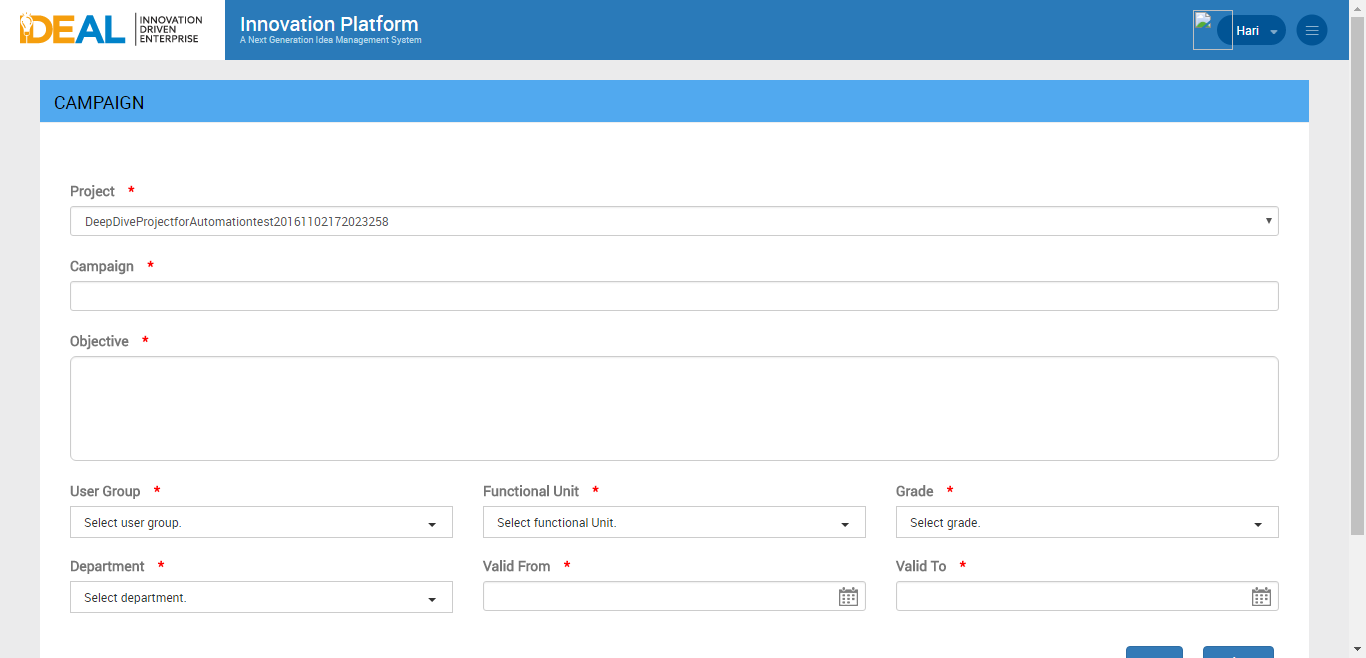 IDEAL
INNOVATION
DRIVEN
ENTERPRISE
Innovation Platform
A Next Generation Idea Management System
Hari
CAMPAIGN
Project *
DeepDiveProjectforAutomationtest20161102172023258
Campaign *
Objective *
User Group * Functional Unit * Grade *
Select user group. Select functional Unit. Select grade.
Department * Valid From * Valid To *
Select department.